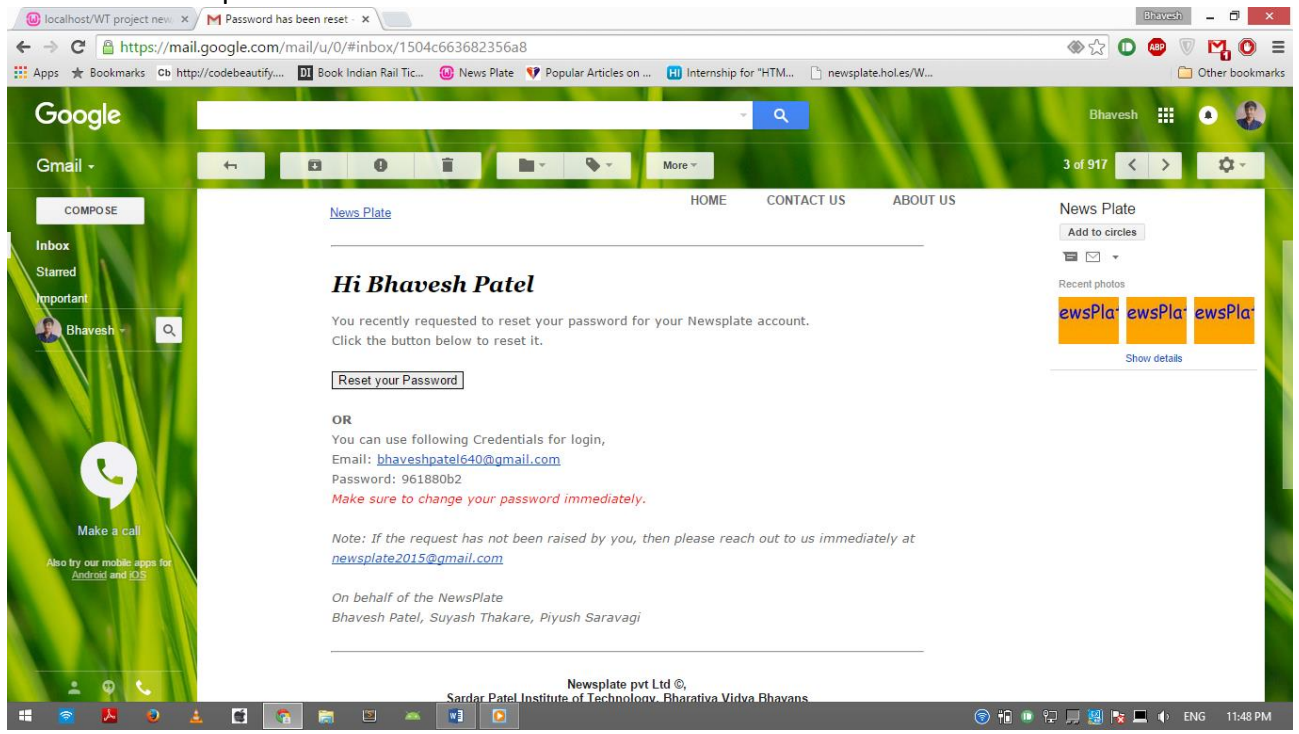 localhost/WT project new
Password has been reset -
Bhavesh
https://mail.google.com/mail/u/0/#inbox/1504c663682356a8
Apps
Bookmarks
http://codebeautify....
Book Indian Rail Tic...
News Plate
Popular Articles on ...
Internship for "HTM...
newsplate.hol.es/W...
Other bookmarks
Google
Bhavesh
Gmail
More
3 of 917
COMPOSE
Inbox
Starred
Important
Bhavesh
Make a call
Also try our mobile apps for
Android and iOS
News Plate
HOME CONTACT US ABOUT US
Hi Bhavesh Patel
You recently requested to reset your password for your Newsplate account.
Click the button below to reset it.
Reset your Password
OR
You can use following Credentials for login,
Email: bhaveshpatel640@gmail.com
Password: 961880b2
Make sure to change your password immediately.
Note: If the request has not been raised by you, then please reach out to us immediately at
newsplate2015@gmail.com
On behalf of the NewsPlate
Bhavesh Patel, Suyash Thakare, Piyush Saravagi
Newsplate pvt Ltd ©,
Sardar Patel Institute of Technology, Bharatiya Vidya Bhavans
News Plate
Add to circles
Recent photos
ewsPla ewsPla ewsPla
Show details
ENG 11:48 PM